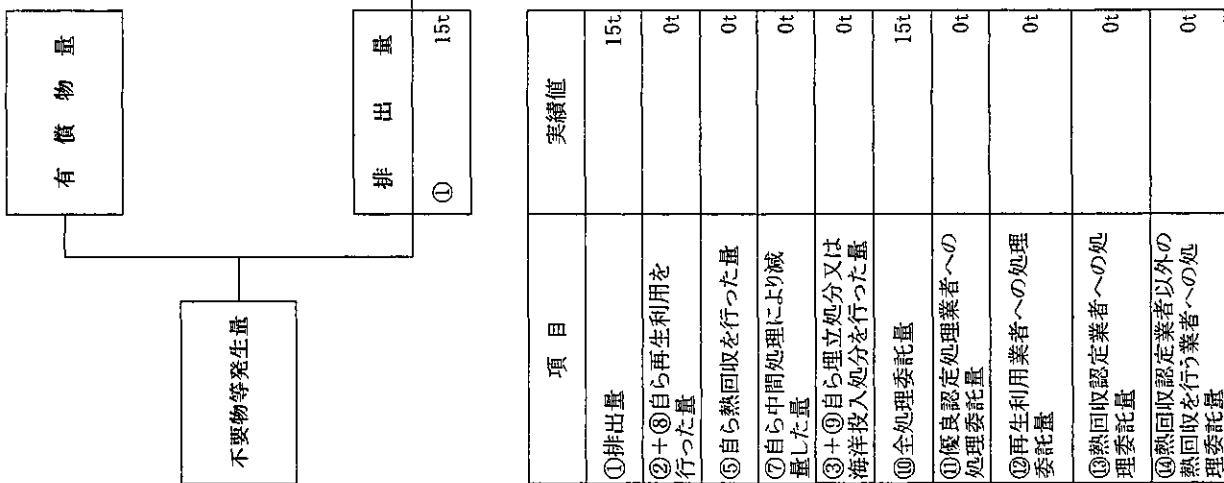 有償物量
不要物等発生量
排出量
① 15t
項目 実績値
①排出量 15t
②+⑧自ら再生利用を
行った量 0t
⑤自ら熱回収を行った量 0t
⑦自ら中間処理により減
量した量 0t
③+⑨自ら埋立処分又は
海洋投入処分を行った量 0t
⑩全処理委託量 15t
⑪優良認定処理業者への
処理委託量 0t
⑫再生利用業者への処理
委託量 0t
⑬熱回収認定業者への処
理委託量 0t
⑭熱回収認定業者以外の
熱回収を行う業者への処
理委託量 0t